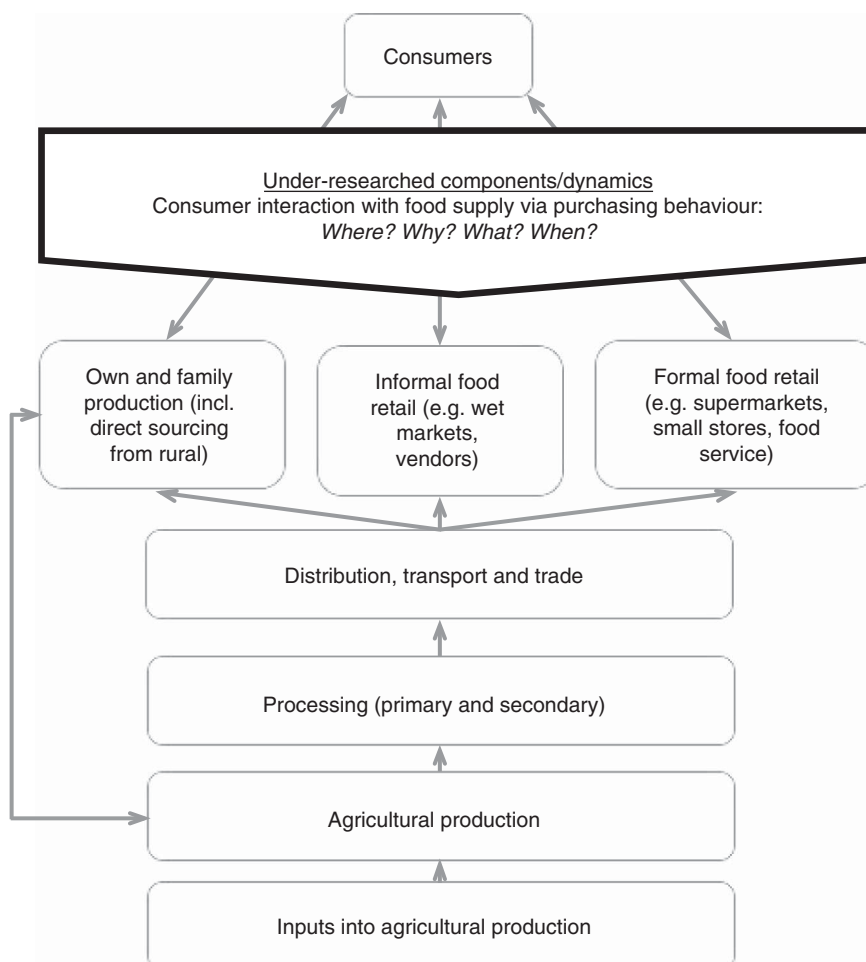 Consumers
Under-researched components/dynamics
Consumer interaction with food supply via purchasing behaviour:
Where? Why? What? When?
Own and family
production (incl.
direct sourcing
from rural)
Informal food
retail (e.g. wet
markets,
vendors)
Formal food retail
(e.g. supermarkets,
small stores, food
service)
Distribution, transport and trade
Processing (primary and secondary)
Agricultural production
Inputs into agricultural production